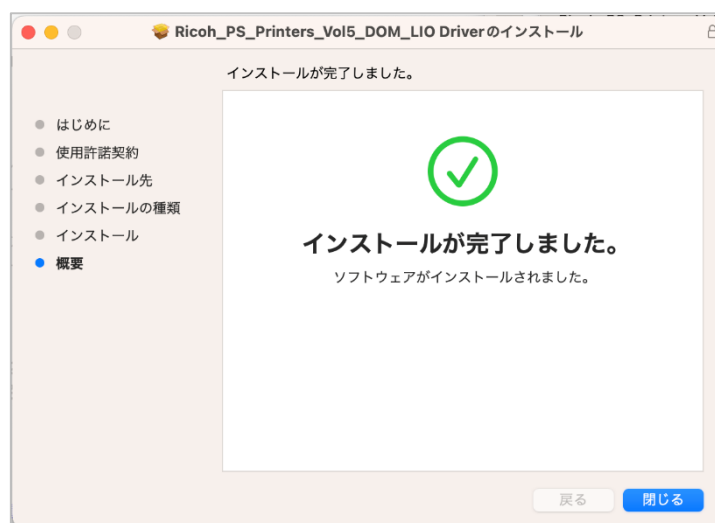 Ricoh_PS_Printers_Vol5_DOM_LIO Driverのインストール
インストールが完了しました。
はじめに
使用許諾契約
インストール先
インストールの種類
インストール
概要
インストールが完了しました。
ソフトウェアがインストールされました。
戻る
閉じる